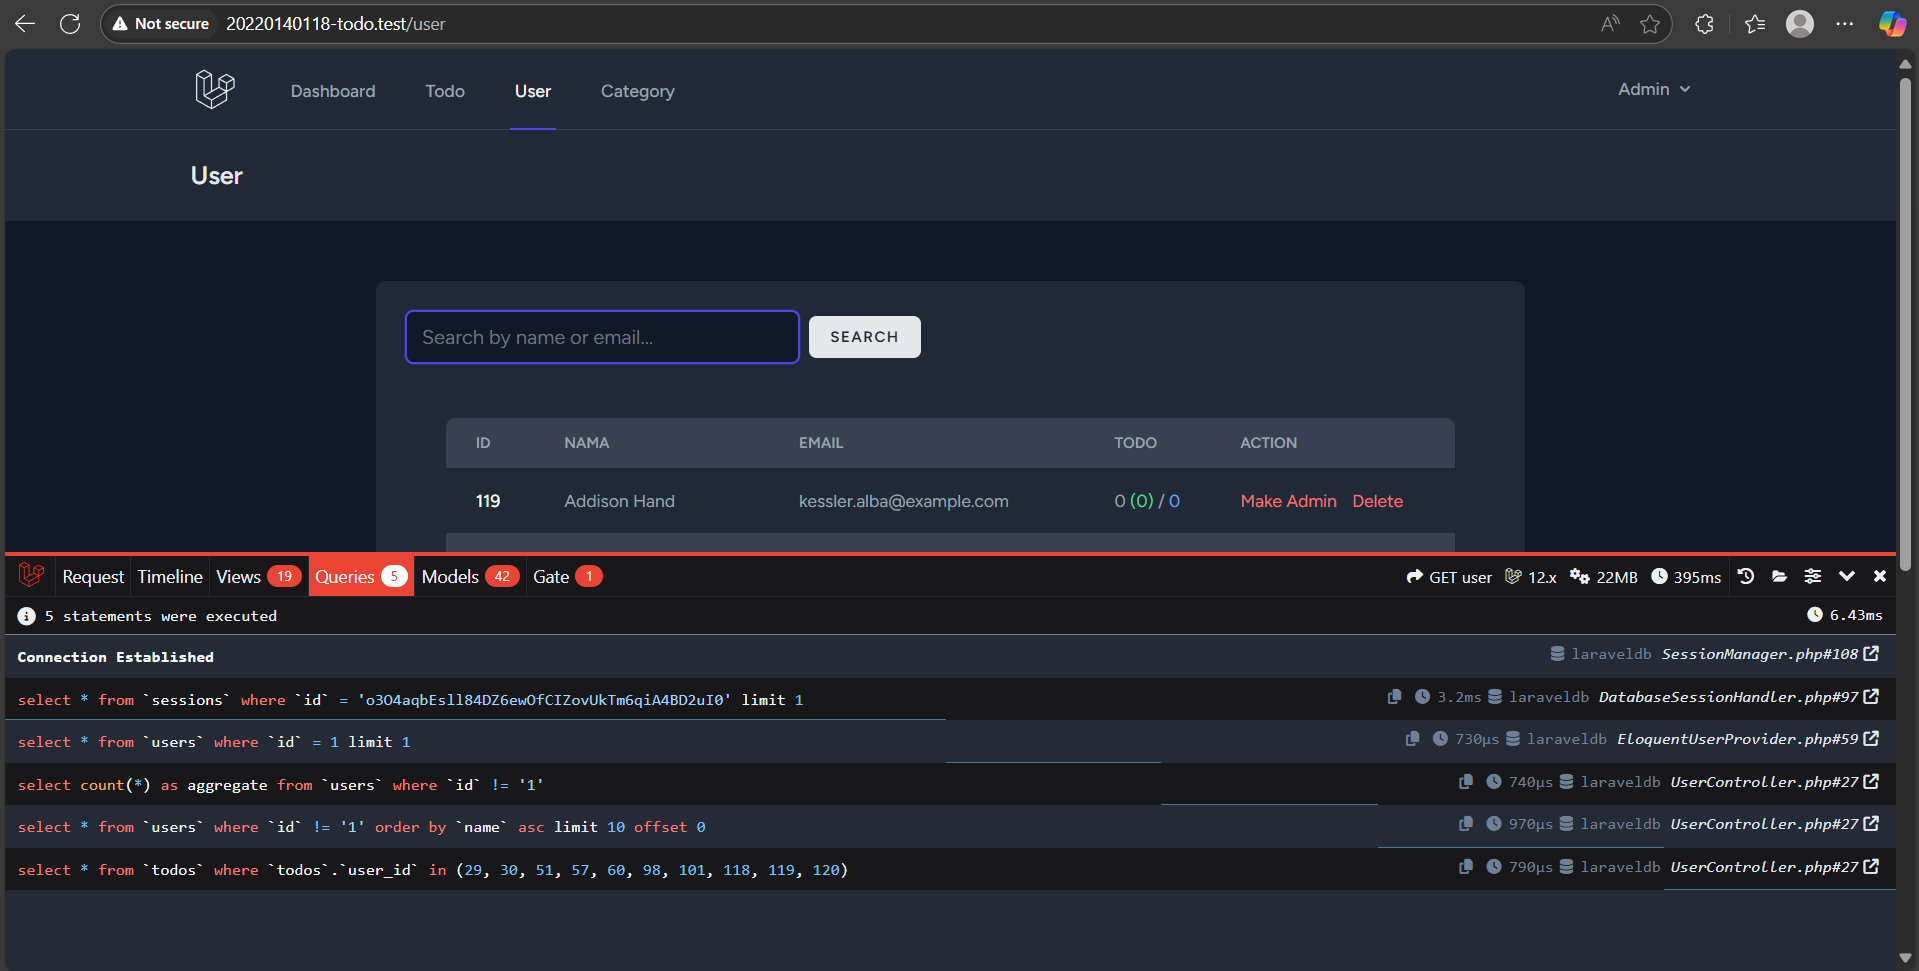 Not secure 20220140118-todo.test/user
Dashboard Todo User Category Admin
User
Search by name or email... SEARCH
ID NAMA EMAIL TODO ACTION
119 Addison Hand kessler.alba@example.com 0 (0) / 0 Make Admin Delete
Request Timeline Views 19 Queries 5 Models 42 Gate 1 GET user 12.x 22MB 395ms
5 statements were executed 6.43ms
Connection Established laraveldb SessionManager.php#108
select * from `sessions` where `id` = 'o3O4aqbEsll84DZ6ewOfCIZovUkTm6qiA4BD2uI0' limit 1 3.2ms laraveldb DatabaseSessionHandler.php#97
select * from `users` where `id` = 1 limit 1 730μs laraveldb EloquentUserProvider.php#59
select count(*) as aggregate from `users` where `id` != '1' 740μs laraveldb UserController.php#27
select * from `users` where `id` != '1' order by `name` asc limit 10 offset 0 970μs laraveldb UserController.php#27
select * from `todos` where `todos`.`user_id` in (29, 30, 51, 57, 60, 98, 101, 118, 119, 120) 790μs laraveldb UserController.php#27